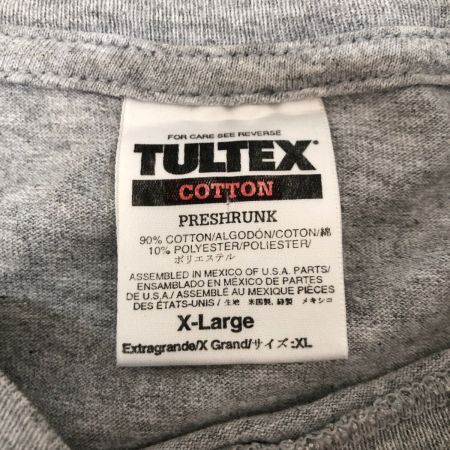 FOR CARE SEE REVERSE
TULTEX®
COTTON
PRESHRUNK
90% COTTON/ALGODÓN/COTON/綿
10% POLYESTER/POLIESTER/
ポリエステル
ASSEMBLED IN MEXICO OF U.S.A. PARTS/
ENSAMBLADO EN MÉXICO DE PARTES
DE U.S.A./ ASSEMBLÉ AU MEXIQUE PIÈCES
DES ÉTATS-UNIS / 生地 米国製, 縫製 メキシコ
X-Large
Extragrande/X Grand/サイズ:XL